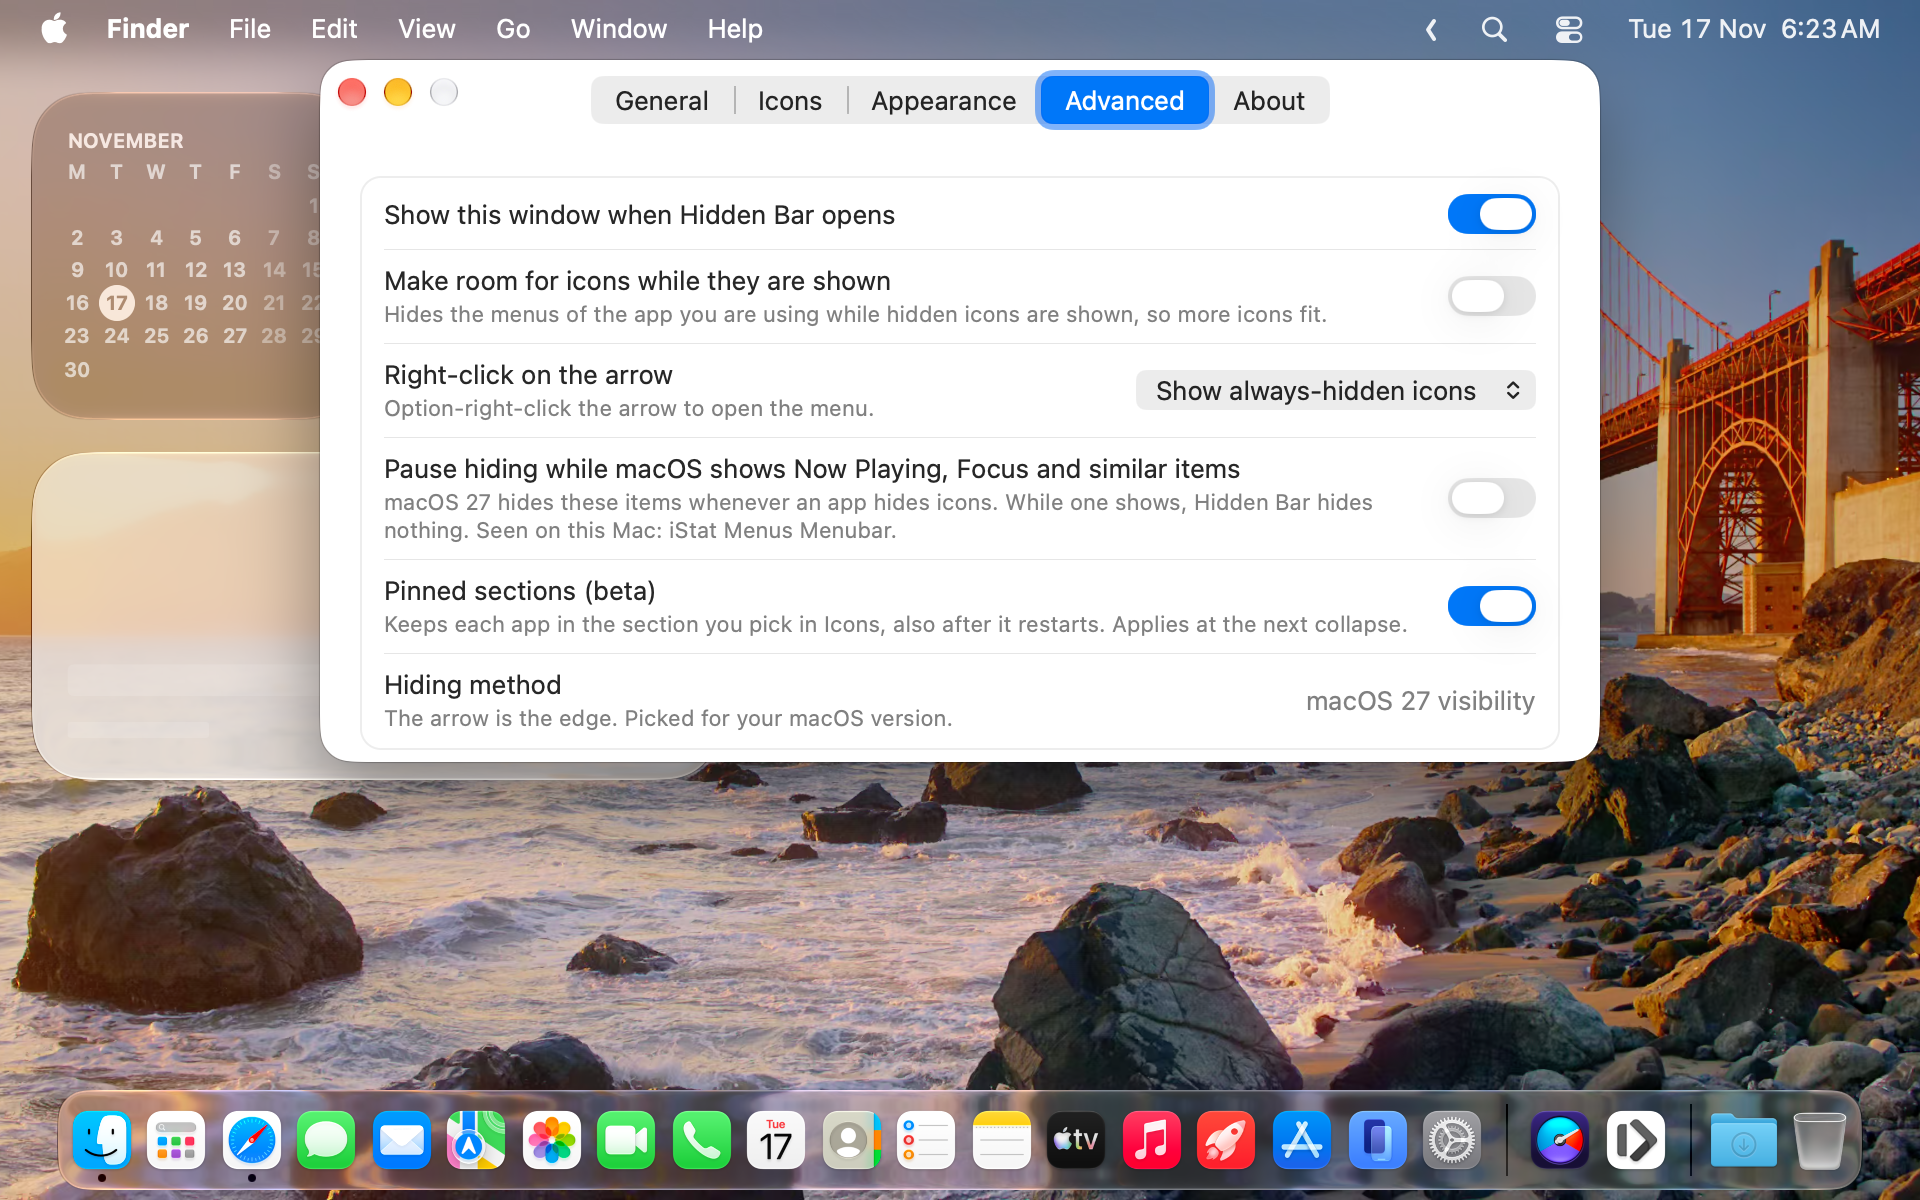 Finder File Edit View Go Window Help Tue 17 Nov 6:23 AM
General Icons Appearance Advanced About
NOVEMBER
M T W T F S S
1
2 3 4 5 6 7 8
9 10 11 12 13 14 15
16 17 18 19 20 21 22
23 24 25 26 27 28 29
30
Show this window when Hidden Bar opens
Make room for icons while they are shown
Hides the menus of the app you are using while hidden icons are shown, so more icons fit.
Right-click on the arrow
Option-right-click the arrow to open the menu.
Show always-hidden icons
Pause hiding while macOS shows Now Playing, Focus and similar items
macOS 27 hides these items whenever an app hides icons. While one shows, Hidden Bar hides
nothing. Seen on this Mac: iStat Menus Menubar.
Pinned sections (beta)
Keeps each app in the section you pick in Icons, also after it restarts. Applies at the next collapse.
Hiding method
The arrow is the edge. Picked for your macOS version.
macOS 27 visibility
Tue
17
tv